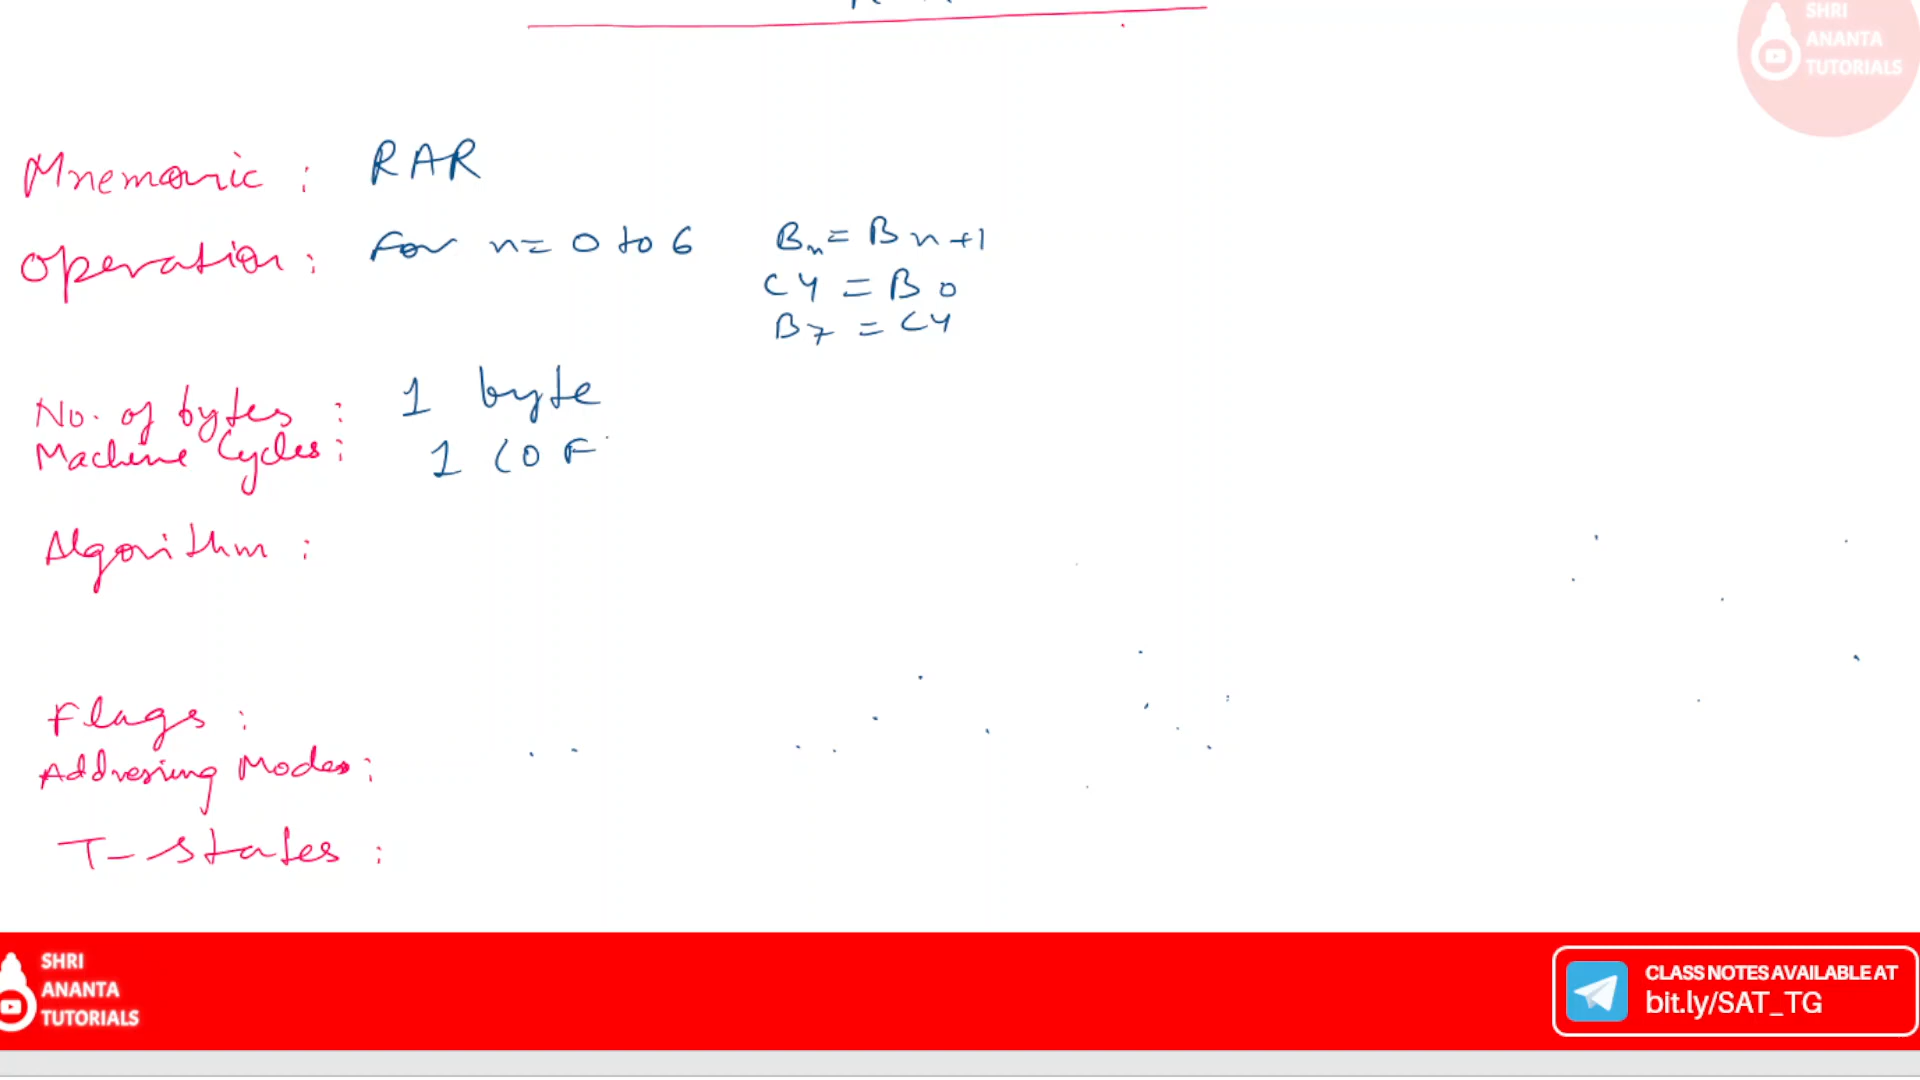 SHRI
ANANTA
TUTORIALS
Mnemonic : RAR
Operation : For n = 0 to 6 Bn = Bn+1
CY = B0
B7 = CY
No. of bytes : 1 byte
Machine Cycles : 1 (OF
Algorithm :
Flags :
Addresing Modes :
T-states :
SHRI
ANANTA
TUTORIALS
CLASS NOTES AVAILABLE AT
bit.ly/SAT_TG